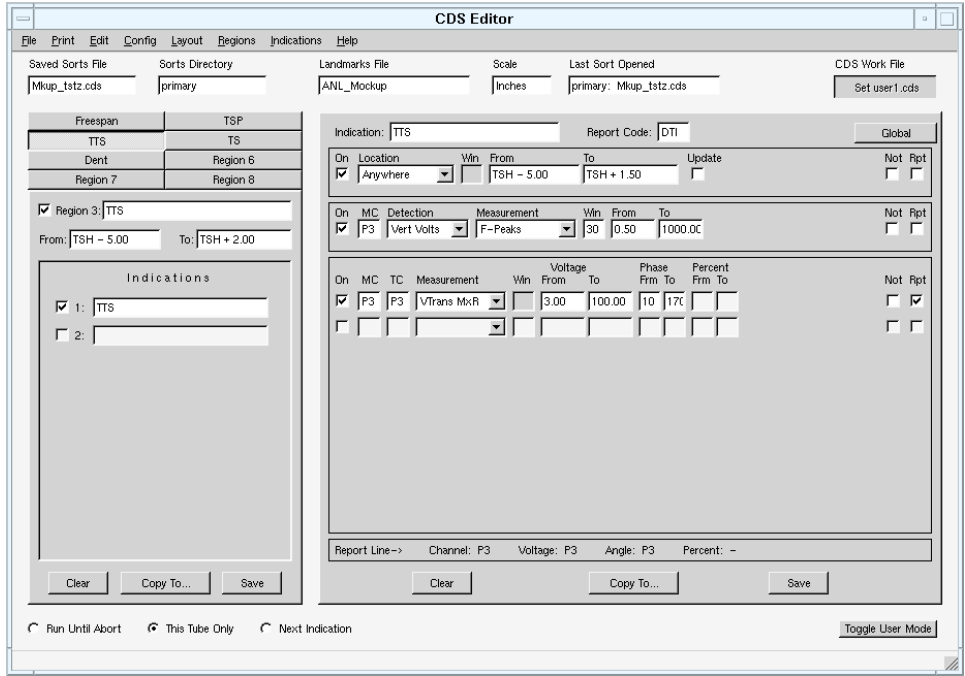 CDS Editor
File Print Edit Config Layout Regions Indications Help
Saved Sorts File Sorts Directory Landmarks File Scale Last Sort Opened CDS Work File
Mkup_tstz.cds primary ANL_Mockup Inches primary: Mkup_tstz.cds Set user1.cds
Freespan TSP
TTS TS
Dent Region 6
Region 7 Region 8
Region 3: TTS
From: TSH - 5.00 To: TSH + 2.00
Indications
1: TTS
2:
Clear Copy To... Save
Indication: TTS Report Code: DTI Global
On Location Win From To Update Not Rpt
Anywhere TSH - 5.00 TSH + 1.50
On MC Detection Measurement Win From To Not Rpt
P3 Vert Volts F-Peaks 30 0.50 1000.00
Voltage Phase Percent
On MC TC Measurement Win From To Frm To Frm To Not Rpt
P3 P3 VTrans MxR 3.00 100.00 10 170
Report Line-> Channel: P3 Voltage: P3 Angle: P3 Percent: -
Clear Copy To... Save
Run Until Abort This Tube Only Next Indication Toggle User Mode